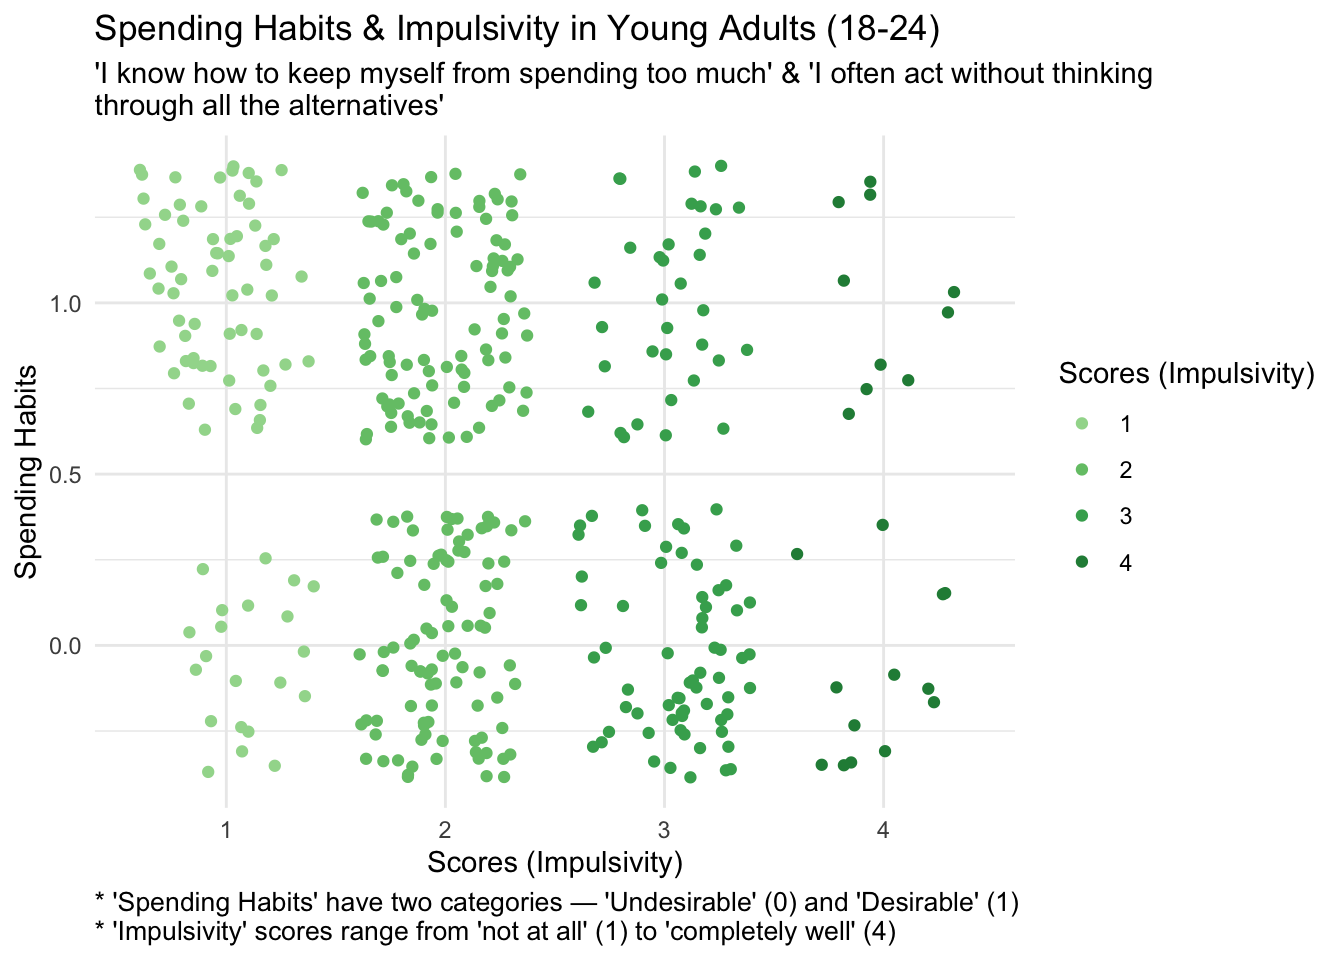 Spending Habits & Impulsivity in Young Adults (18-24)
'I know how to keep myself from spending too much' & 'I often act without thinking
through all the alternatives'
Spending Habits
1.0
0.5
0.0
1 2 3 4
Scores (Impulsivity)
Scores (Impulsivity)
1
2
3
4
* 'Spending Habits' have two categories — 'Undesirable' (0) and 'Desirable' (1)
* 'Impulsivity' scores range from 'not at all' (1) to 'completely well' (4)